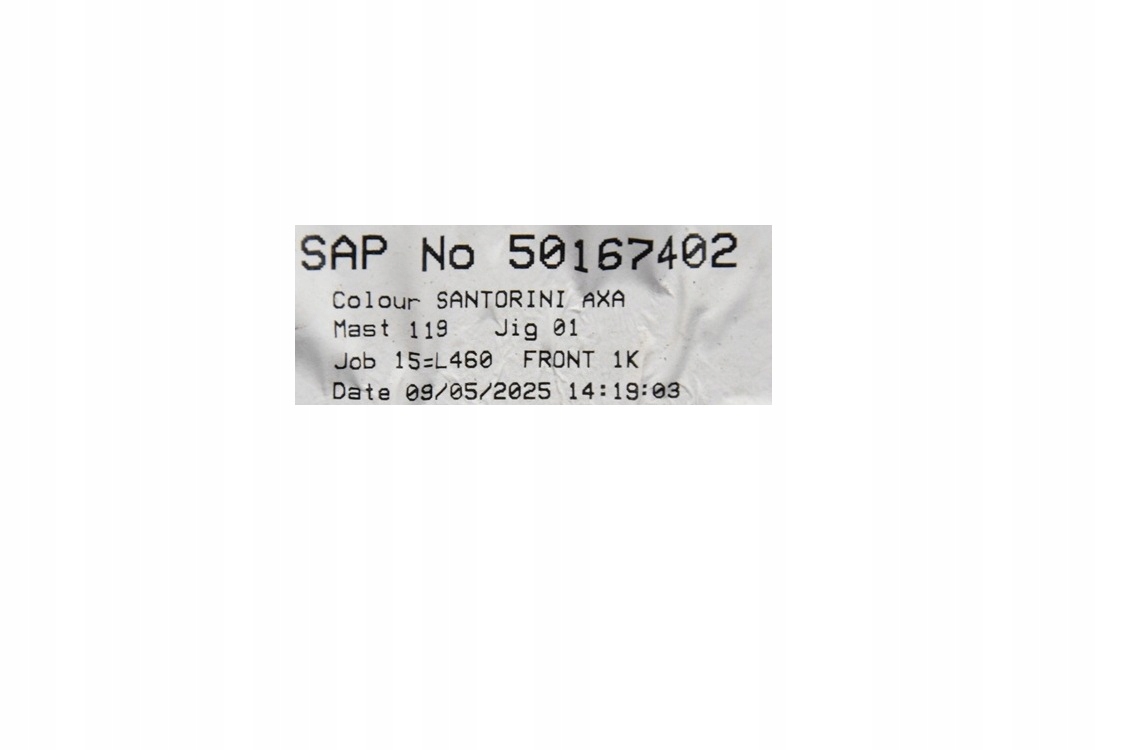 SAP No 50167402
Colour SANTORINI AXA
Mast 119 Jig 01
Job 15=L460 FRONT 1K
Date 09/05/2025 14:19:03